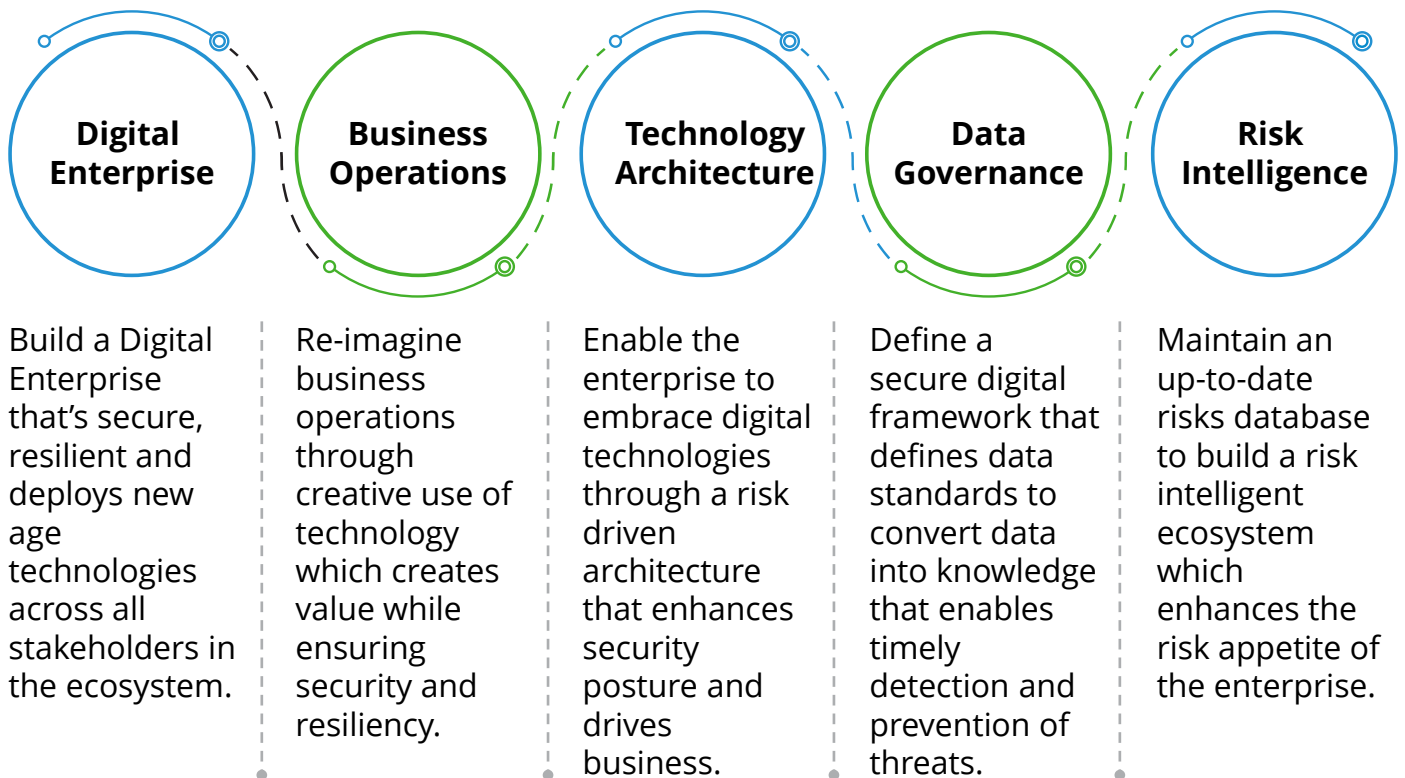 Digital
Enterprise
Business
Operations
Technology
Architecture
Data
Governance
Risk
Intelligence
Build a Digital
Enterprise
that’s secure,
resilient and
deploys new
age
technologies
across all
stakeholders in
the ecosystem.
Re-imagine
business
operations
through
creative use of
technology
which creates
value while
ensuring
security and
resiliency.
Enable the
enterprise to
embrace digital
technologies
through a risk
driven
architecture
that enhances
security
posture and
drives
business.
Define a
secure digital
framework that
defines data
standards to
convert data
into knowledge
that enables
timely
detection and
prevention of
threats.
Maintain an
up-to-date
risks database
to build a risk
intelligent
ecosystem
which
enhances the
risk appetite of
the enterprise.